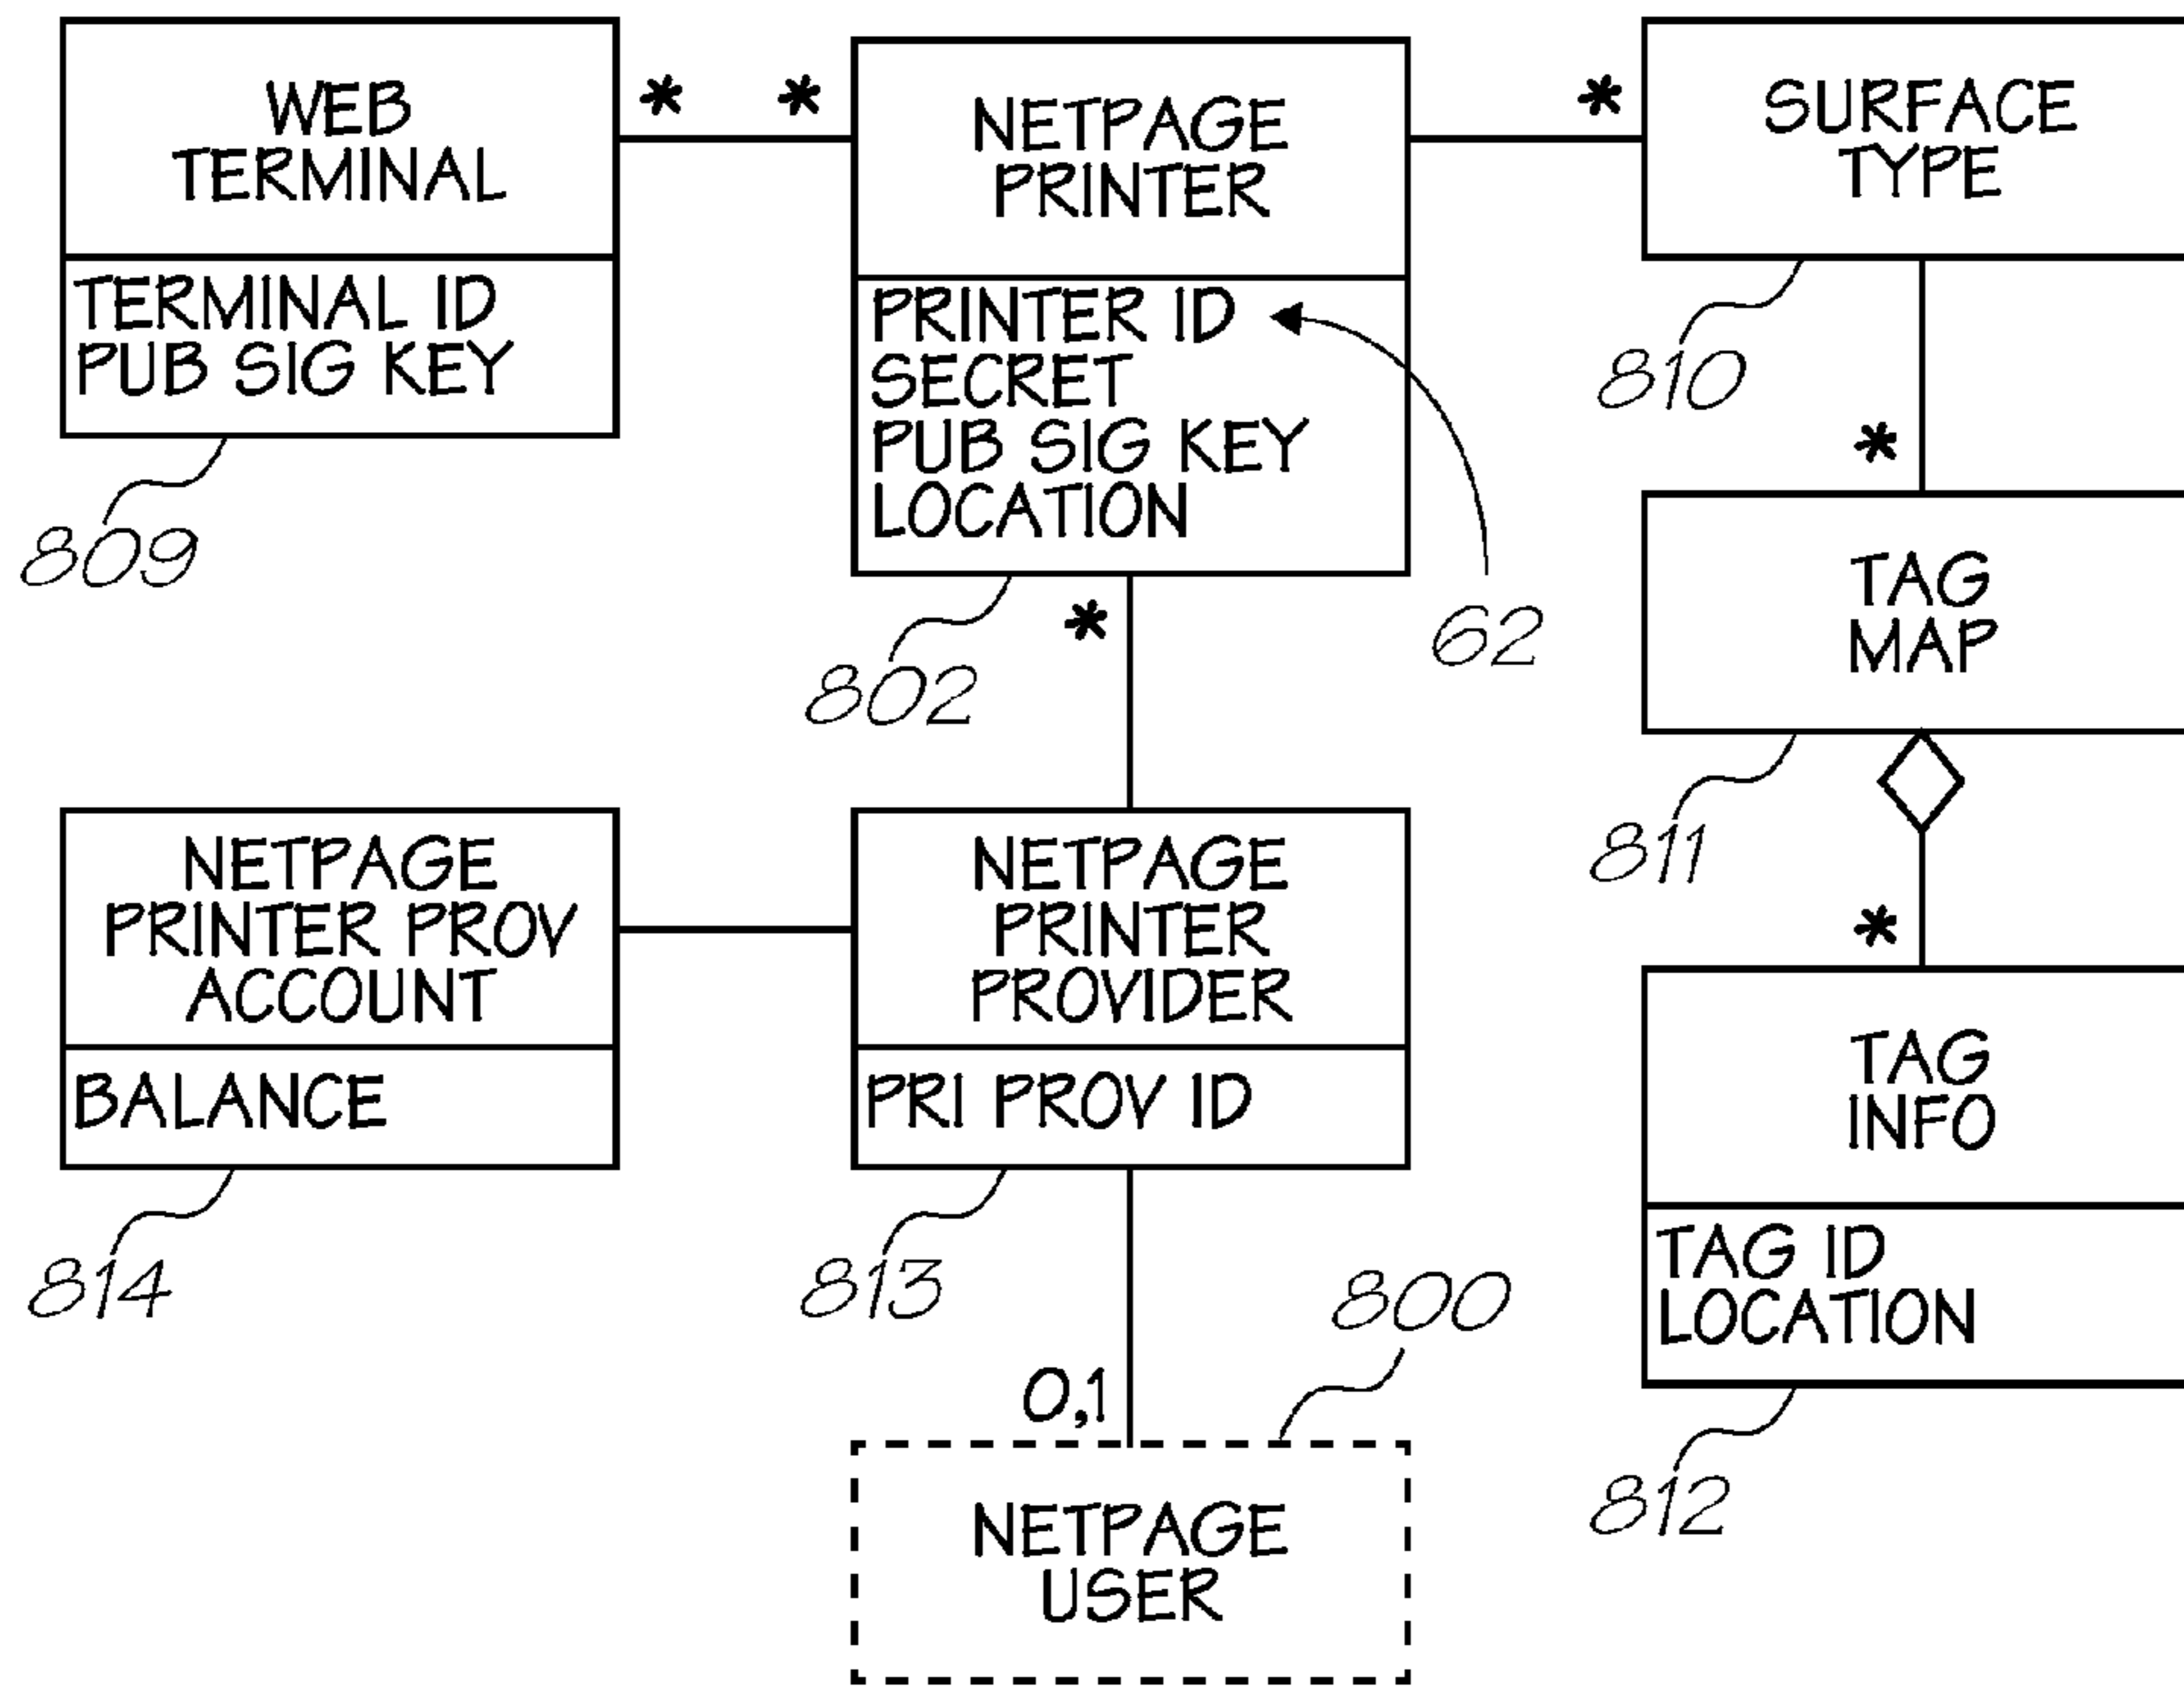 WEB
TERMINAL
TERMINAL ID
PUB SIG KEY
809
*
*
NETPAGE
PRINTER
PRINTER ID
SECRET
PUB SIG KEY
LOCATION
802
62
*
*
SURFACE
TYPE
810
*
TAG
MAP
811
*
NETPAGE
PRINTER PROV
ACCOUNT
BALANCE
814
NETPAGE
PRINTER
PROVIDER
PRI PROV ID
813
TAG
INFO
TAG ID
LOCATION
812
0,1
800
NETPAGE
USER